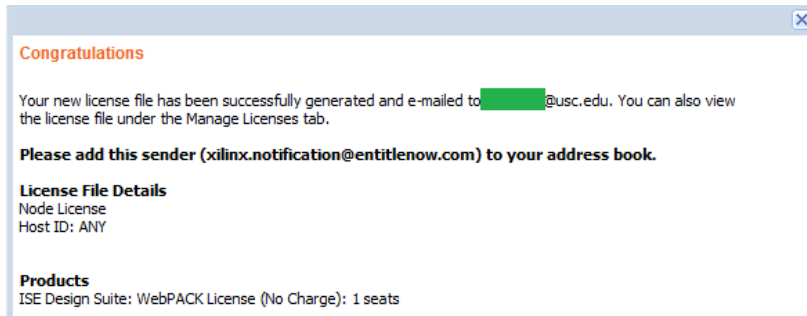 Congratulations
Your new license file has been successfully generated and e-mailed to @usc.edu. You can also view
the license file under the Manage Licenses tab.
Please add this sender (xilinx.notification@entitlenow.com) to your address book.
License File Details
Node License
Host ID: ANY
Products
ISE Design Suite: WebPACK License (No Charge): 1 seats